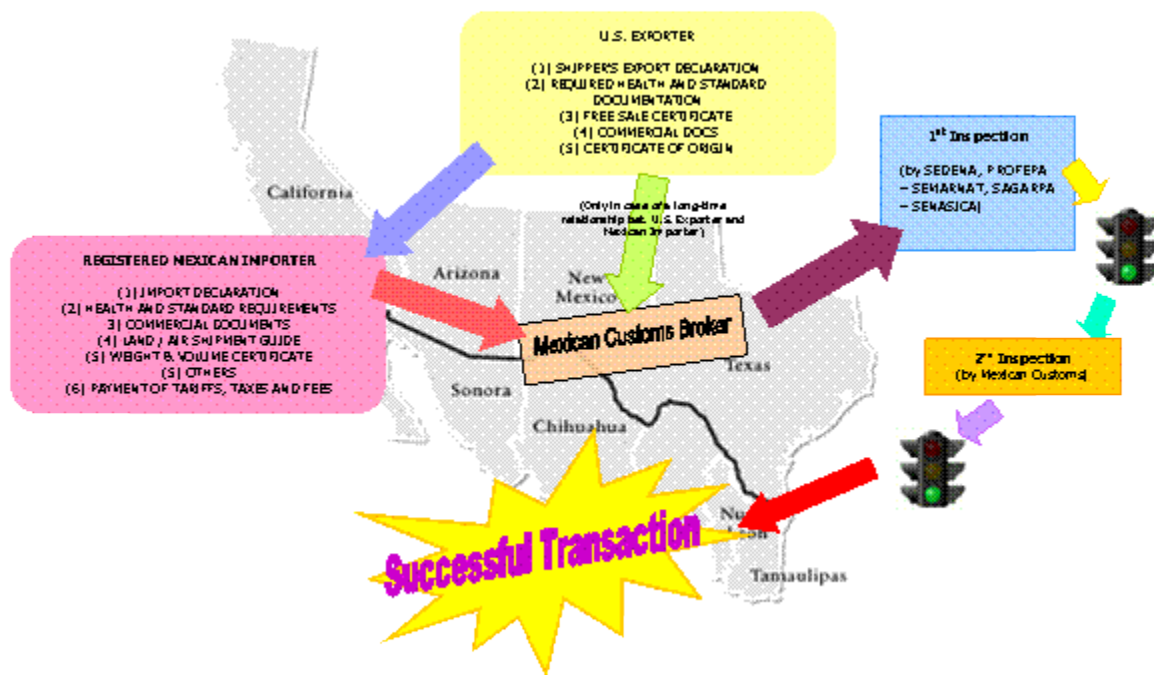 U.S. EXPORTER
(1) SHIPPER'S EXPORT DECLARATION
(2) REQUIRED HEALTH AND STANDARD
DOCUMENTATION
(3) FREE SALE CERTIFICATE
(4) COMMERCIAL DOCS
(5) CERTIFICATE OF ORIGIN
1st Inspection
(by SEDENA, PROFEPA
– SEMARNAT, SAGARPA
– SENASICA)
California
(Only in case of a long-time
relationship bet. U.S. Exporter and
Mexican Importer)
REGISTERED MEXICAN IMPORTER
(1) IMPORT DECLARATION
(2) HEALTH AND STANDARD REQUIREMENTS
3) COMMERCIAL DOCUMENTS
(4) LAND / AIR SHIPMENT GUIDE
(5) WEIGHT & VOLUME CERTIFICATE
(5) OTHERS
(6) PAYMENT OF TARIFFS, TAXES AND FEES
Arizona
New
Mexico
Mexican Customs Broker
Texas
2nd Inspection
(by Mexican Customs)
Sonora
Chihuahua
Successful Transaction
Tamaulipas